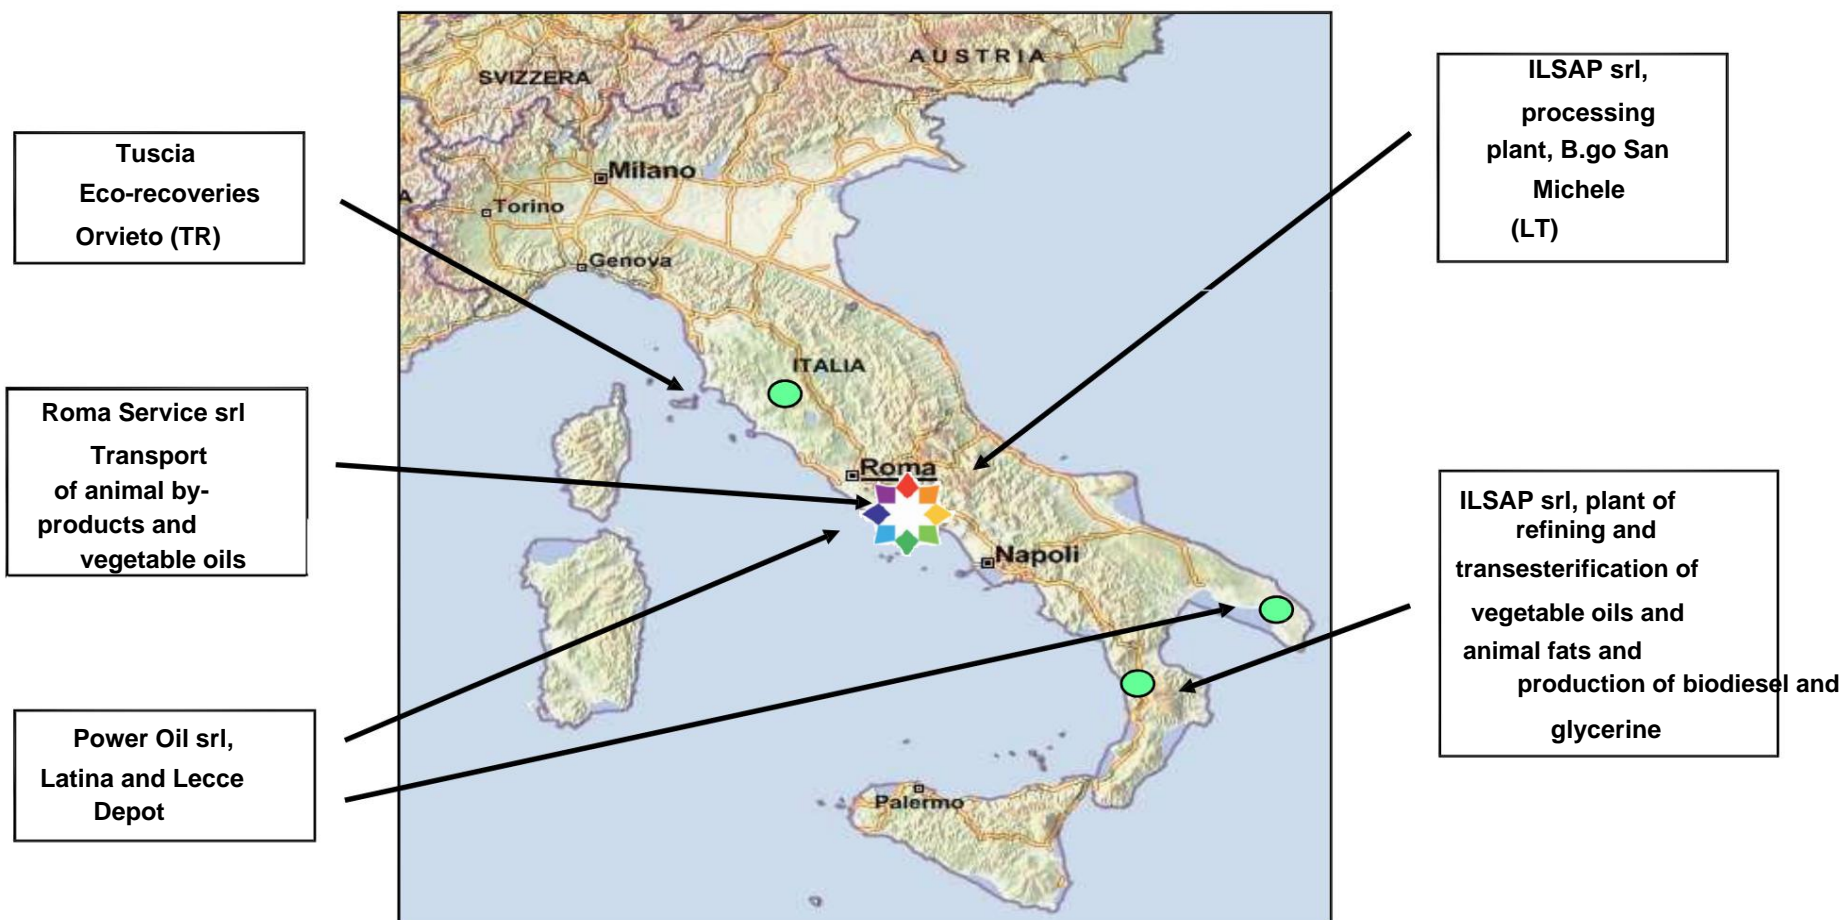 Tuscia
Eco-recoveries
Orvieto (TR)
Roma Service srl
Transport
of animal by-
products and
vegetable oils
Power Oil srl,
Latina and Lecce
Depot
AUSTRIA
SVIZZERA
Milano
A
Torino
Genova
ITALIA
Roma
Napoli
Palermo
ILSAP srl,
processing
plant, B.go San
Michele
(LT)
ILSAP srl, plant of
refining and
transesterification of
vegetable oils and
animal fats and
production of biodiesel and
glycerine